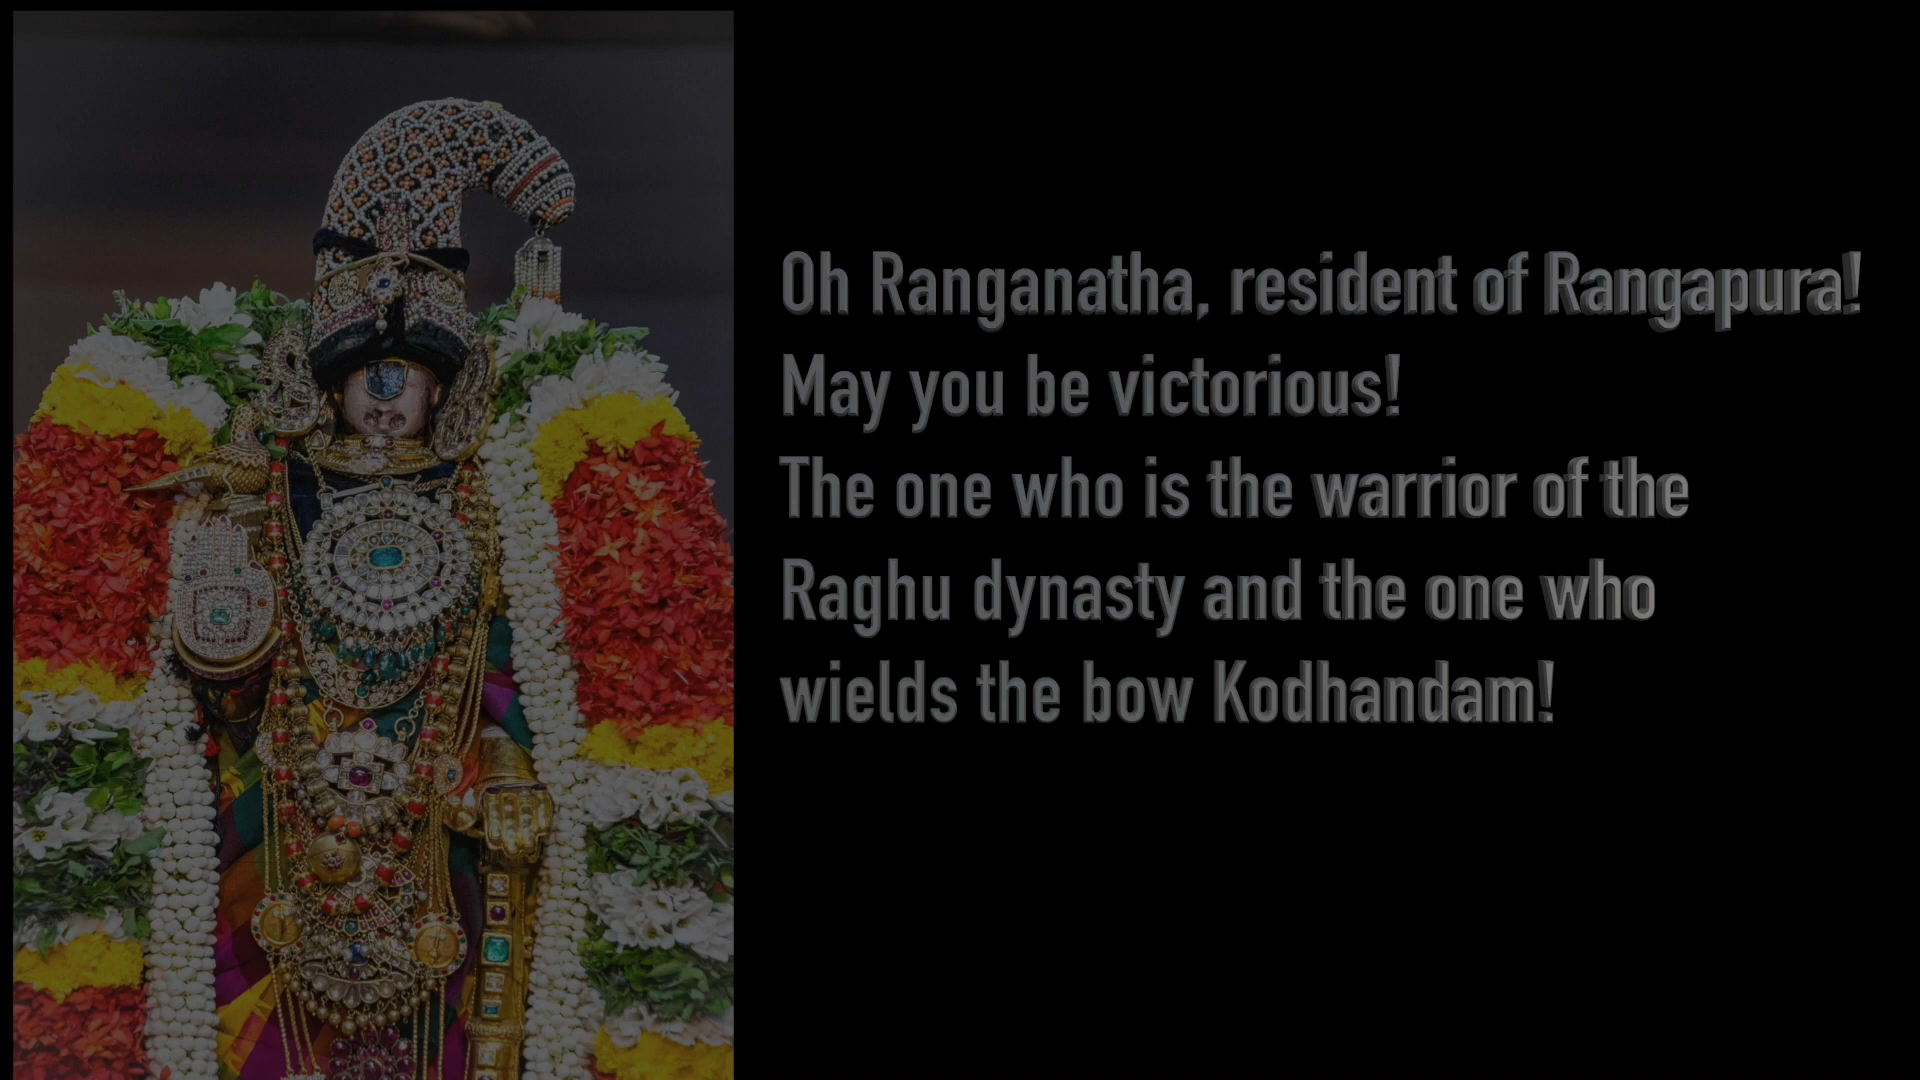 Oh Ranganatha, resident of Rangapura!
May you be victorious!
The one who is the warrior of the
Raghu dynasty and the one who
wields the bow Kodhandam!